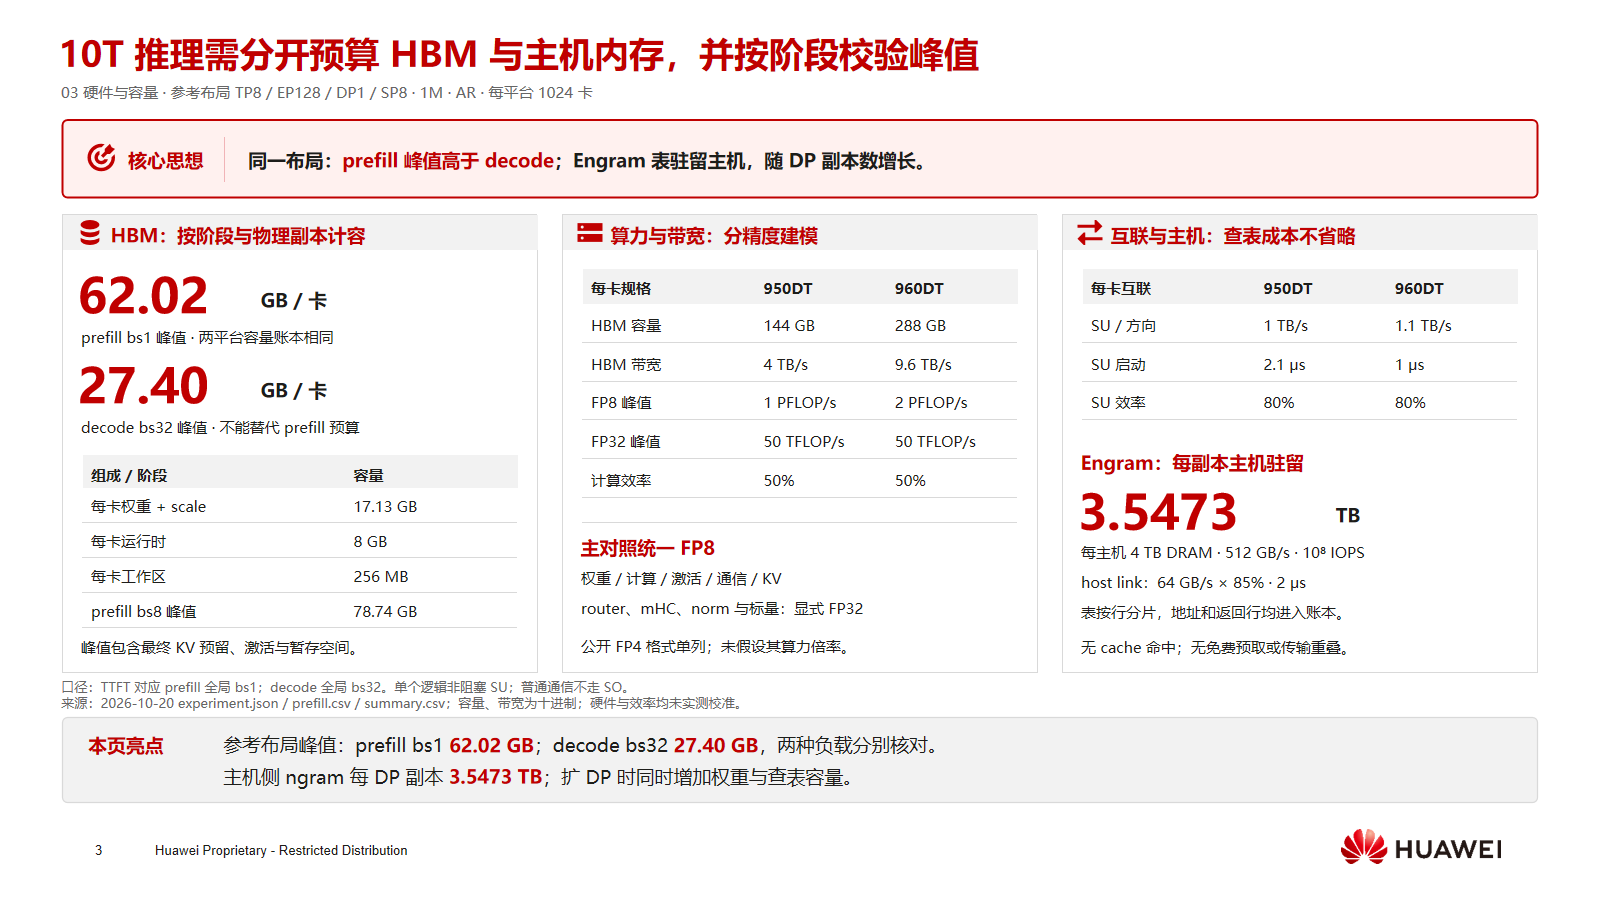 10T 推理需分开预算 HBM 与主机内存，并按阶段校验峰值
03 硬件与容量 · 参考布局 TP8 / EP128 / DP1 / SP8 · 1M · AR · 每平台 1024 卡
核心思想
同一布局：prefill 峰值高于 decode；Engram 表驻留主机，随 DP 副本数增长。
HBM：按阶段与物理副本计容
62.02 GB / 卡
prefill bs1 峰值 · 两平台容量账本相同
27.40 GB / 卡
decode bs32 峰值 · 不能替代 prefill 预算
组成 / 阶段 容量
每卡权重 + scale 17.13 GB
每卡运行时 8 GB
每卡工作区 256 MB
prefill bs8 峰值 78.74 GB
峰值包含最终 KV 预留、激活与暂存空间。
算力与带宽：分精度建模
每卡规格 950DT 960DT
HBM 容量 144 GB 288 GB
HBM 带宽 4 TB/s 9.6 TB/s
FP8 峰值 1 PFLOP/s 2 PFLOP/s
FP32 峰值 50 TFLOP/s 50 TFLOP/s
计算效率 50% 50%
主对照统一 FP8
权重 / 计算 / 激活 / 通信 / KV
router、mHC、norm 与标量：显式 FP32
公开 FP4 格式单列；未假设其算力倍率。
互联与主机：查表成本不省略
每卡互联 950DT 960DT
SU / 方向 1 TB/s 1.1 TB/s
SU 启动 2.1 μs 1 μs
SU 效率 80% 80%
Engram：每副本主机驻留
3.5473 TB
每主机 4 TB DRAM · 512 GB/s · 10⁸ IOPS
host link：64 GB/s × 85% · 2 μs
表按行分片，地址和返回行均进入账本。
无 cache 命中；无免费预取或传输重叠。
口径：TTFT 对应 prefill 全局 bs1；decode 全局 bs32。单个逻辑非阻塞 SU；普通通信不走 SO。
来源：2026-10-20 experiment.json / prefill.csv / summary.csv；容量、带宽为十进制；硬件与效率均未实测校准。
本页亮点
参考布局峰值：prefill bs1 62.02 GB；decode bs32 27.40 GB，两种负载分别核对。
主机侧 ngram 每 DP 副本 3.5473 TB；扩 DP 时同时增加权重与查表容量。
3 Huawei Proprietary - Restricted Distribution
HUAWEI